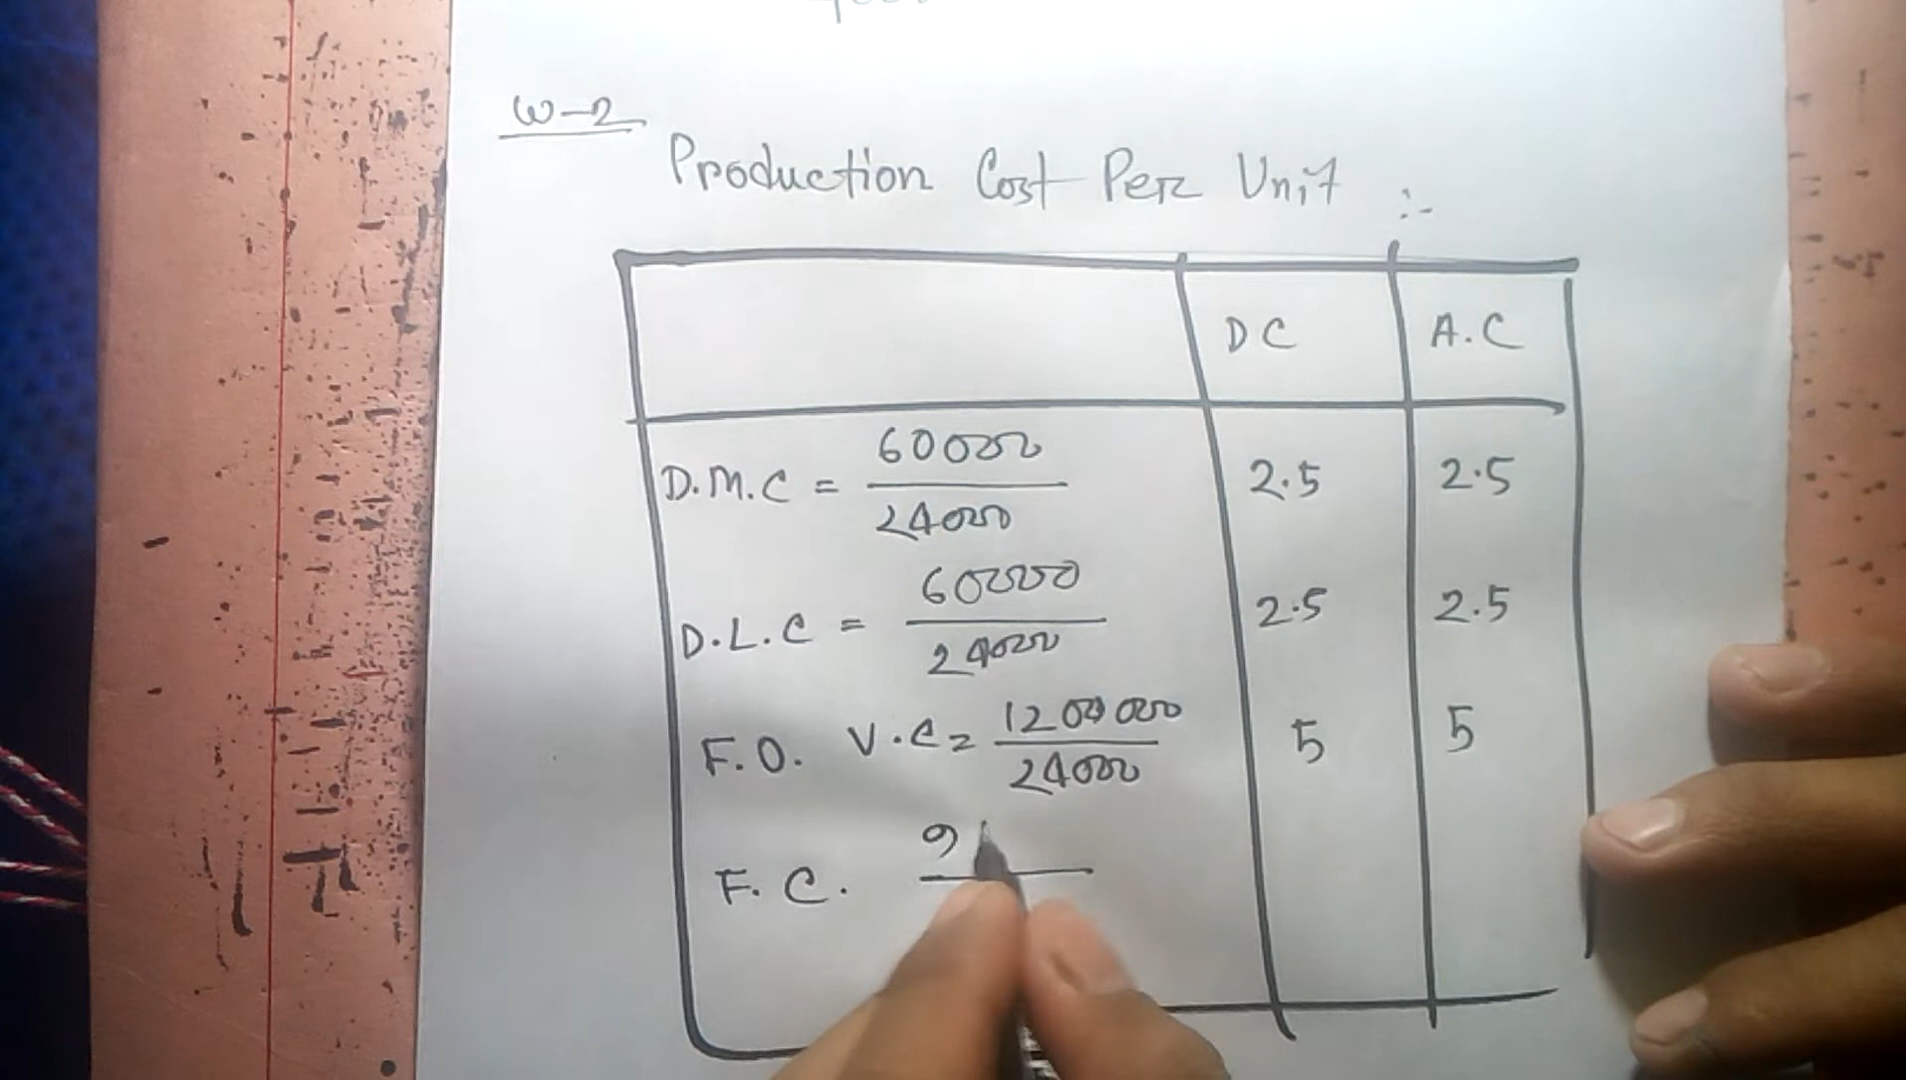 W-2
Production Cost Per Unit :-
DC A.C
D.M.C = 60000/24000 2.5 2.5
D.L.C = 60000/24000 2.5 2.5
F.O. V.C = 120000/24000 5 5
F.C. 9